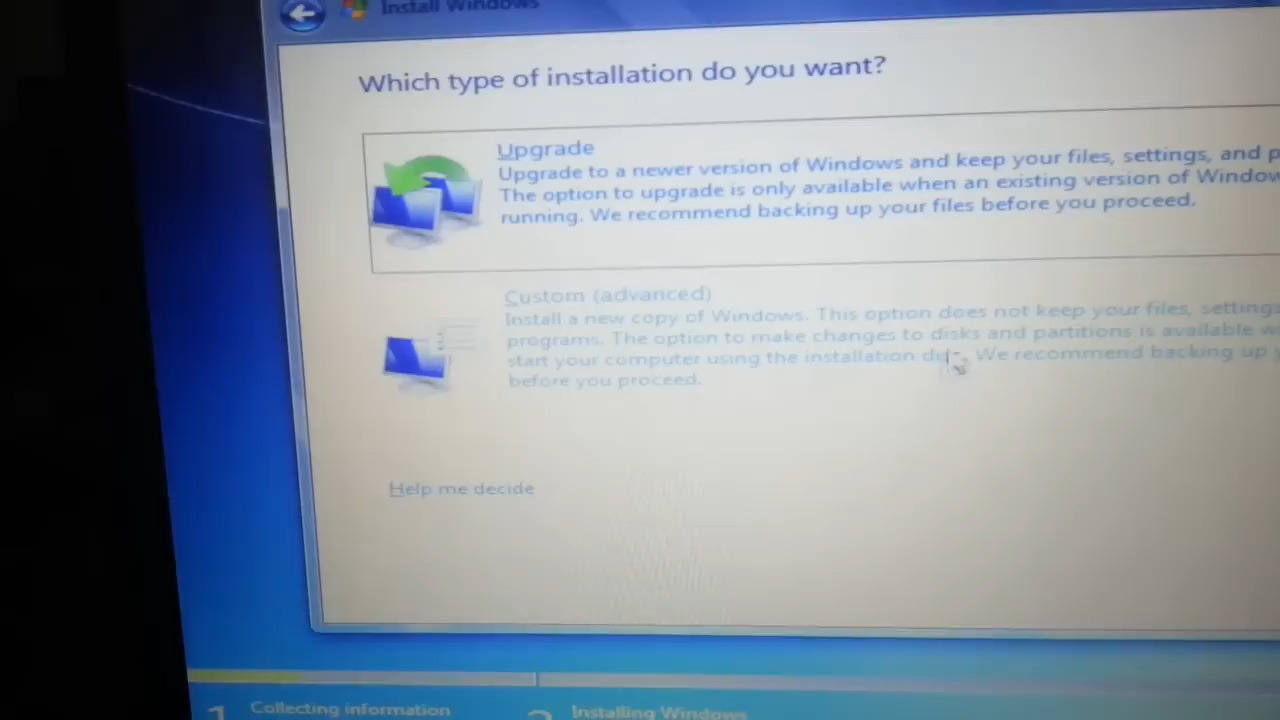 Install Windows
Which type of installation do you want?
Upgrade
Upgrade to a newer version of Windows and keep your files, settings, and
The option to upgrade is only available when an existing version of
running. We recommend backing up your files before you proceed.
Custom (advanced)
Install a new copy of Windows. This option does not keep your files,
programs. The option to make changes to disks and partitions is available
start your computer using the installation We recommend backing up
before you proceed.
Help me decide
1 Collecting information
2 Installing Windows